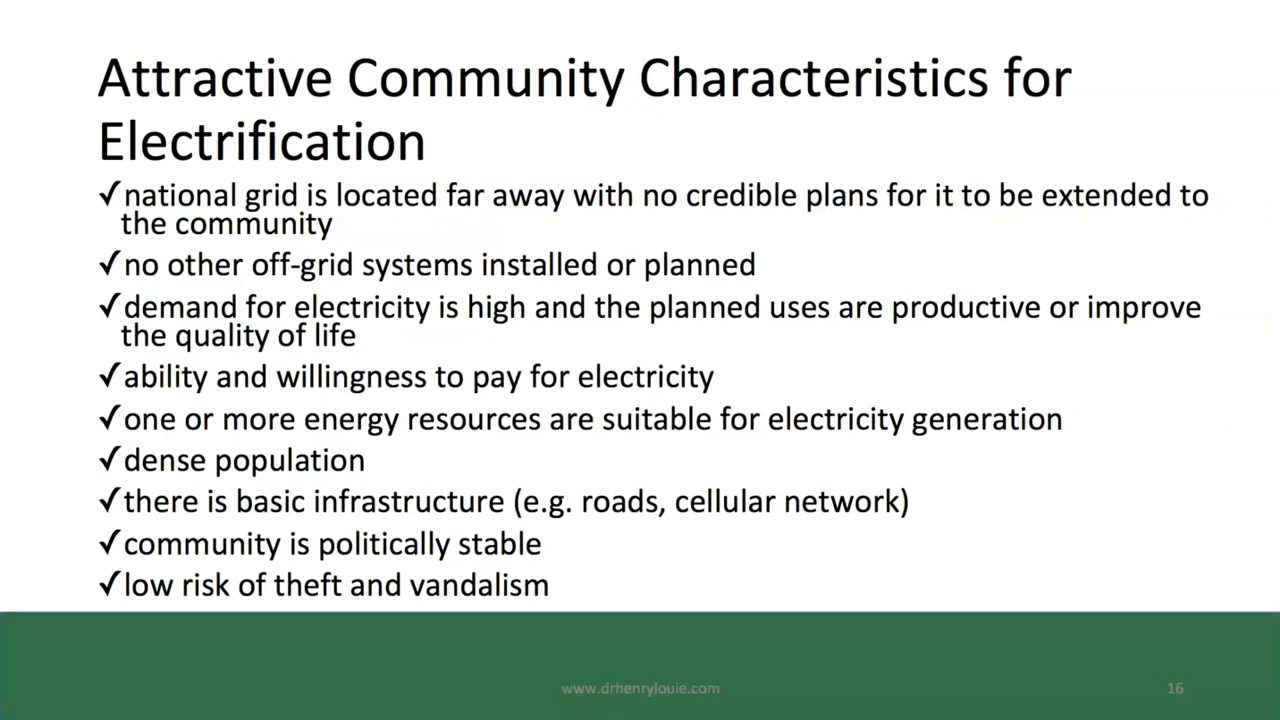 Attractive Community Characteristics for
Electrification
✓national grid is located far away with no credible plans for it to be extended to
the community
✓no other off-grid systems installed or planned
✓demand for electricity is high and the planned uses are productive or improve
the quality of life
✓ability and willingness to pay for electricity
✓one or more energy resources are suitable for electricity generation
✓dense population
✓there is basic infrastructure (e.g. roads, cellular network)
✓community is politically stable
✓low risk of theft and vandalism
www.drhenrylouie.com
16